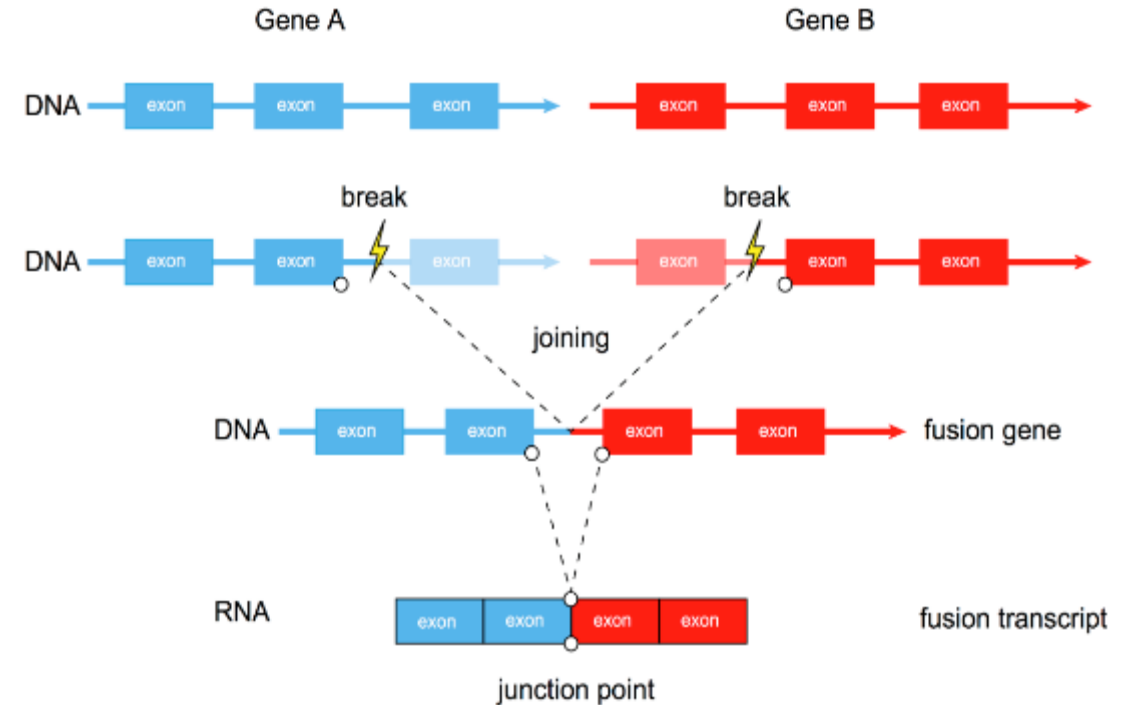 Gene A Gene B
DNA exon exon exon exon exon exon
break break
DNA exon exon exon exon exon exon
joining
DNA exon exon exon exon fusion gene
RNA exon exon exon exon fusion transcript
junction point